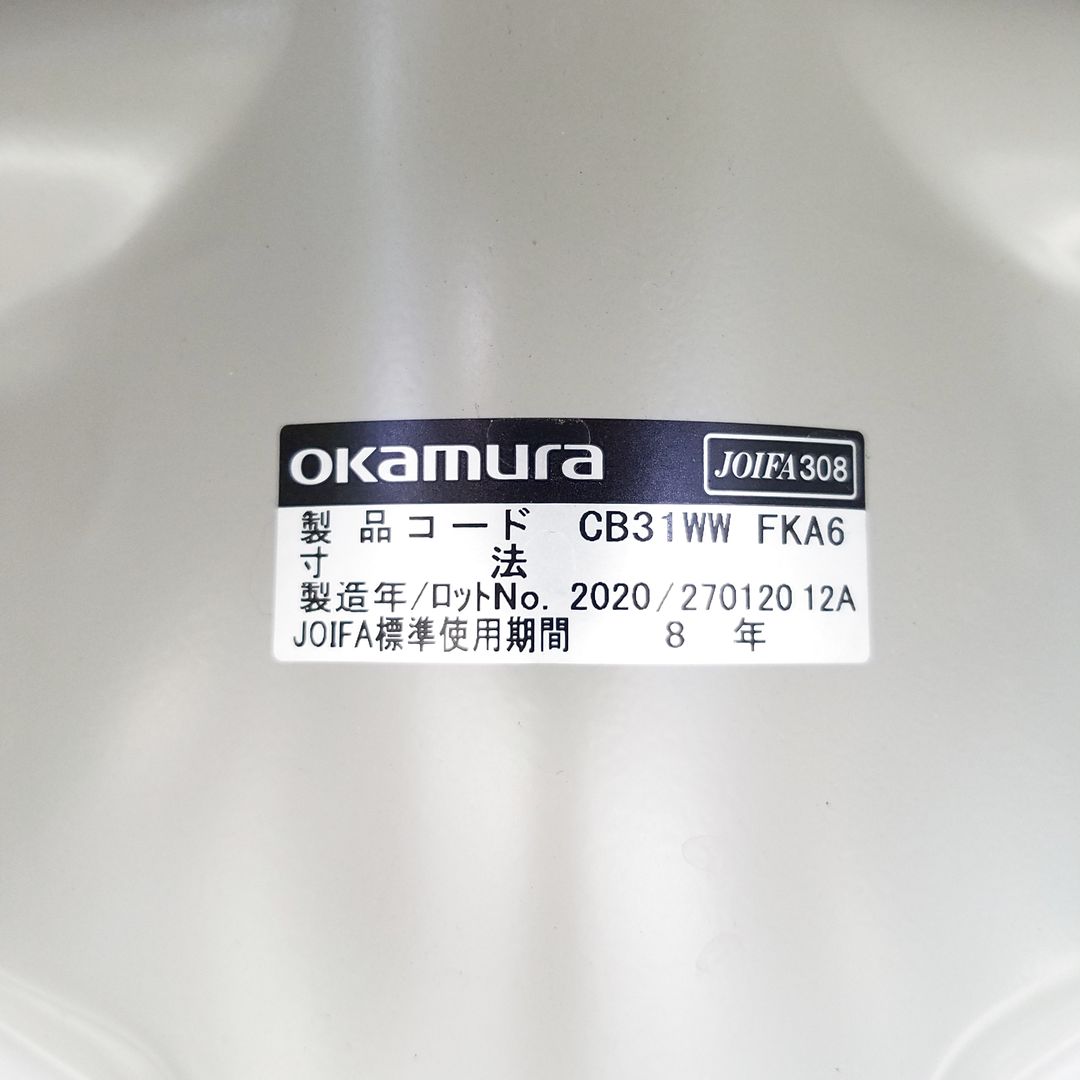 okamura
JOIFA308
製品コード CB31WW FKA6
寸法
製造年/ロットNo. 2020/270120 12A
JOIFA標準使用期間 8 年